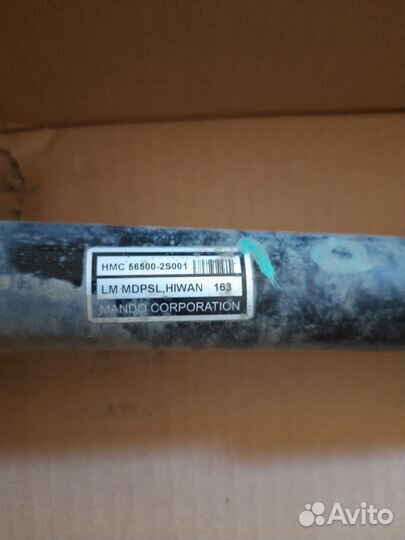 HMC 56500-2S001
LM MDPSL,HIWAN 163
MANDO CORPORATION
Avito